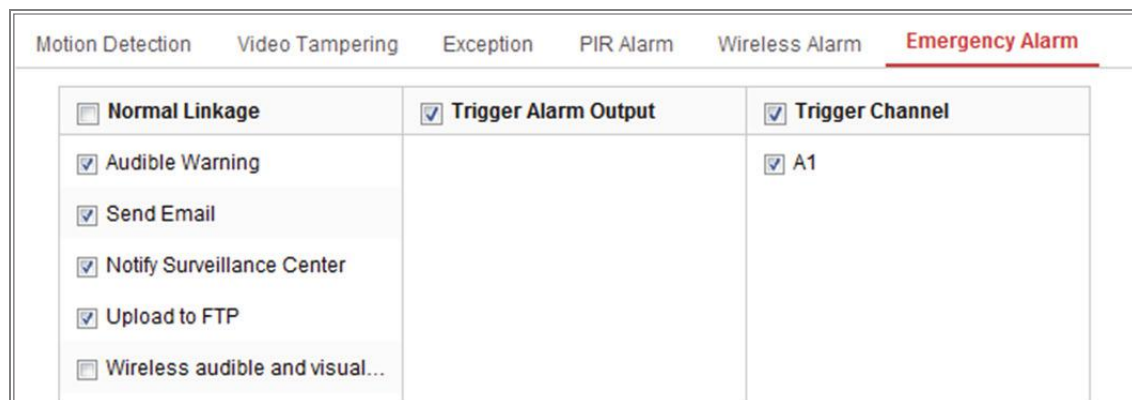 Motion Detection Video Tampering Exception PIR Alarm Wireless Alarm Emergency Alarm
Normal Linkage Trigger Alarm Output Trigger Channel
Audible Warning A1
Send Email
Notify Surveillance Center
Upload to FTP
Wireless audible and visual...